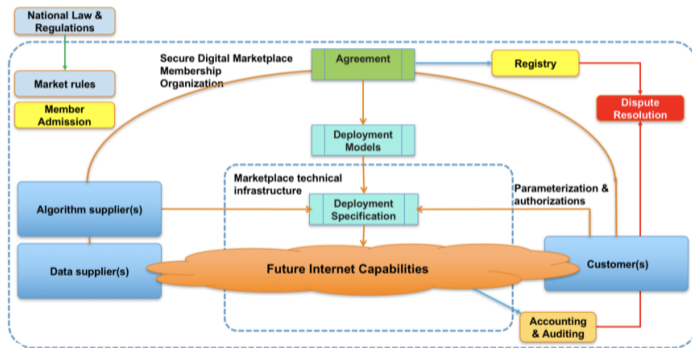 National Law &
Regulations
Secure Digital Marketplace
Membership
Organization
Agreement
Registry
Market rules
Member
Admission
Dispute
Resolution
Deployment
Models
Marketplace technical
infrastructure
Parameterization &
authorizations
Algorithm supplier(s)
Deployment
Specification
Data supplier(s)
Future Internet Capabilities
Customer(s)
Accounting
& Auditing